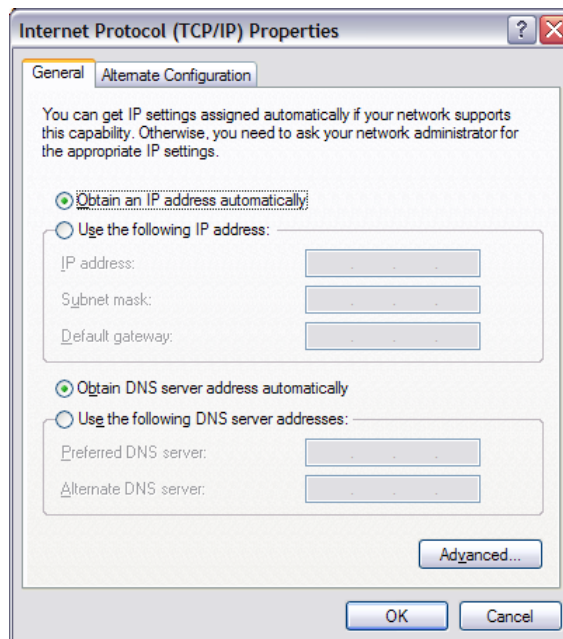 Internet Protocol (TCP/IP) Properties
General
Alternate Configuration
You can get IP settings assigned automatically if your network supports
this capability. Otherwise, you need to ask your network administrator for
the appropriate IP settings.
Obtain an IP address automatically
Use the following IP address:
IP address:
Subnet mask:
Default gateway:
Obtain DNS server address automatically
Use the following DNS server addresses:
Preferred DNS server:
Alternate DNS server:
Advanced...
OK
Cancel